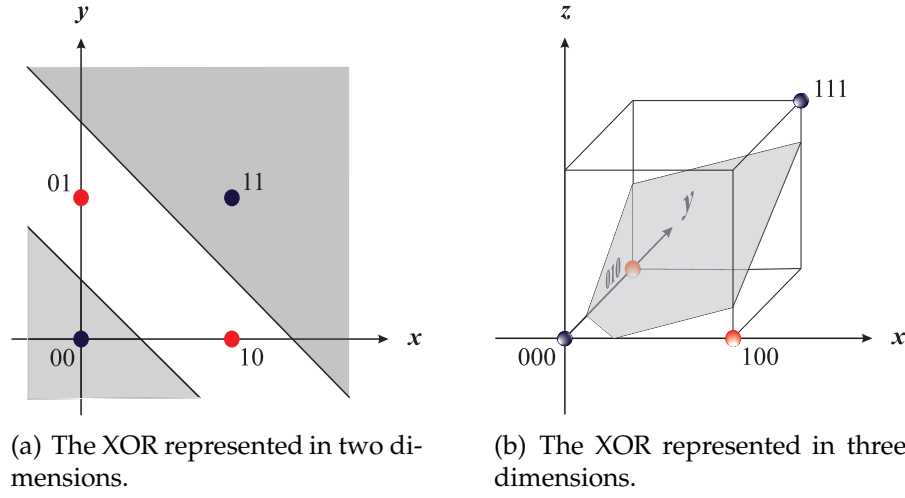 y
01
11
00
10
x
(a) The XOR represented in two di-
mensions.
z
111
y
010
000
100
x
(b) The XOR represented in three
dimensions.